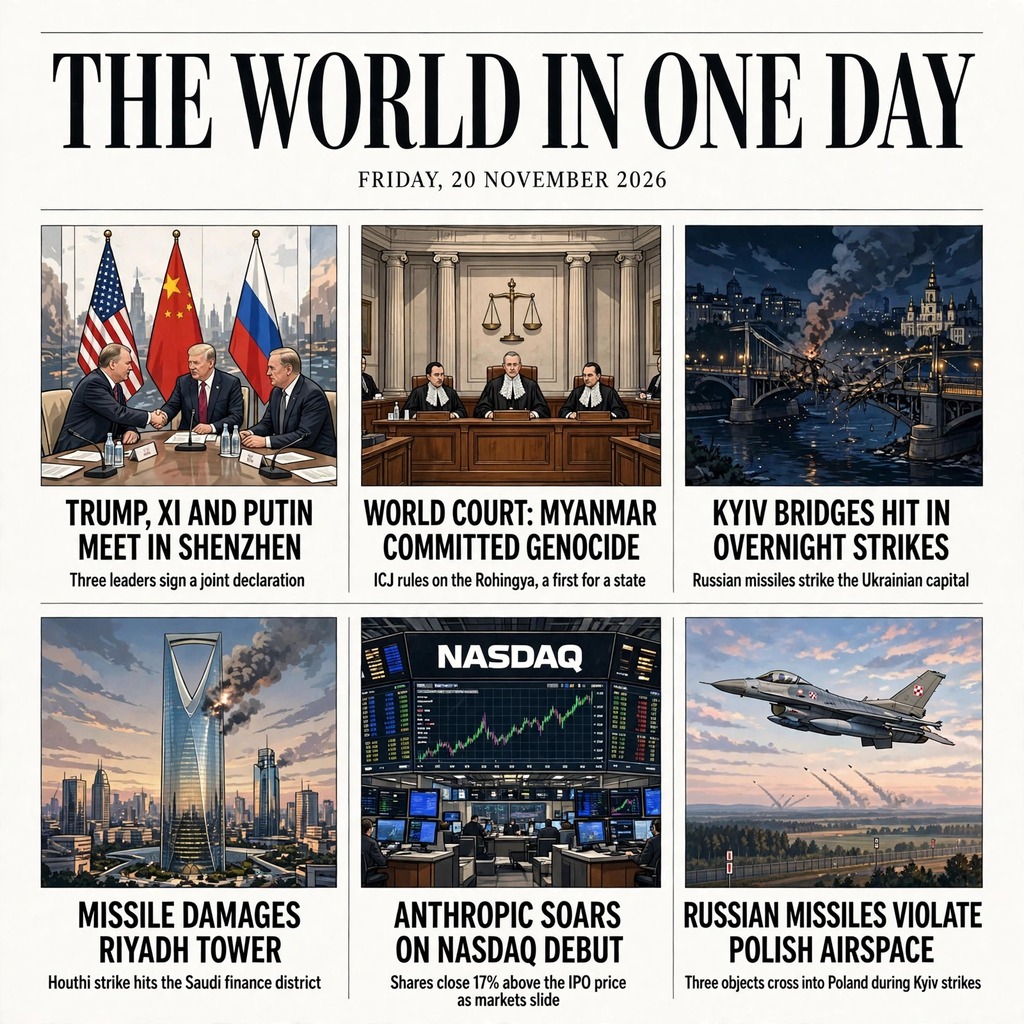 THE WORLD IN ONE DAY
FRIDAY, 20 NOVEMBER 2026
TRUMP, XI AND PUTIN
MEET IN SHENZHEN
Three leaders sign a joint declaration
WORLD COURT: MYANMAR
COMMITTED GENOCIDE
ICJ rules on the Rohingya, a first for a state
KYIV BRIDGES HIT IN
OVERNIGHT STRIKES
Russian missiles strike the Ukrainian capital
MISSILE DAMAGES
RIYADH TOWER
Houthi strike hits the Saudi finance district
NASDAQ
ANTHROPIC SOARS
ON NASDAQ DEBUT
Shares close 17% above the IPO price
as markets slide
RUSSIAN MISSILES VIOLATE
POLISH AIRSPACE
Three objects cross into Poland during Kyiv strikes